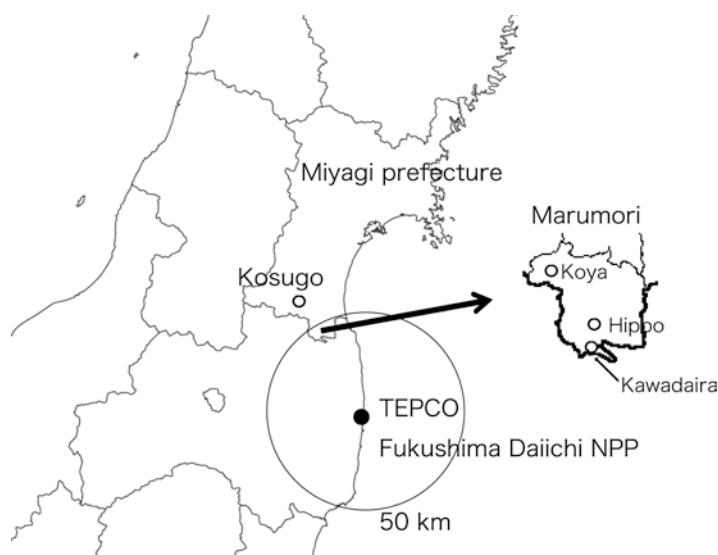 Miyagi prefecture
Marumori
Kosugo
Koya
Hippo
Kawadaira
TEPCO
Fukushima Daiichi NPP
50 km